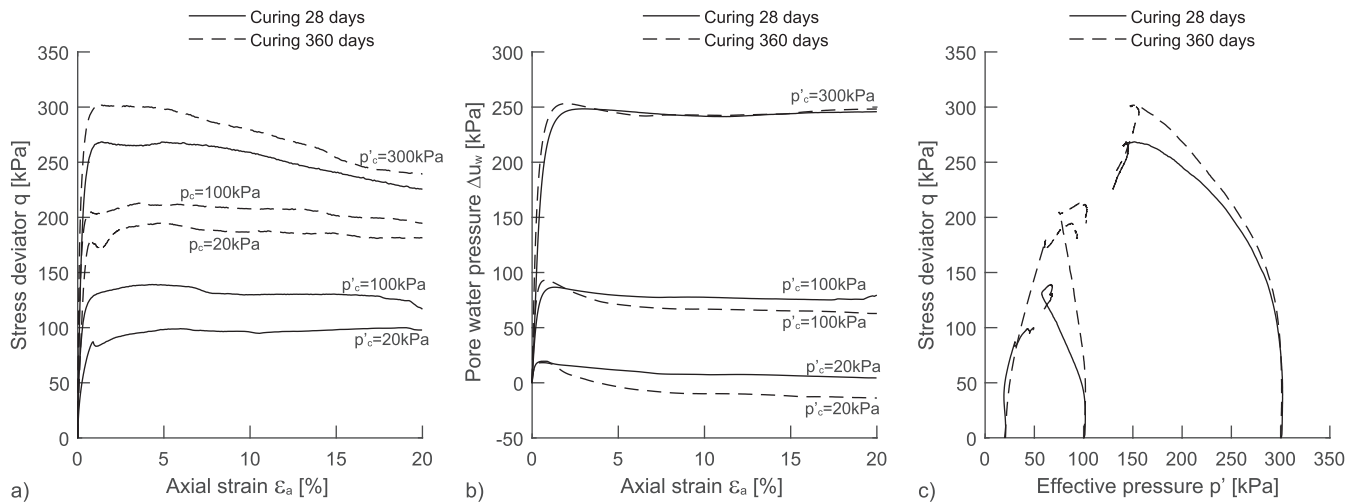 Curing 28 days
Curing 360 days
350
300
250
200
150
100
50
0
0
5
10
15
20
Stress deviator q [kPa]
Axial strain εa [%]
p'c=300kPa
pc=100kPa
pc=20kPa
p'c=100kPa
p'c=20kPa
a)
Curing 28 days
Curing 360 days
300
250
200
150
100
50
0
-50
0
5
10
15
20
Pore water pressure Δuw [kPa]
Axial strain εa [%]
p'c=300kPa
p'c=100kPa
p'c=100kPa
p'c=20kPa
p'c=20kPa
b)
Curing 28 days
Curing 360 days
350
300
250
200
150
100
50
0
0
50
100
150
200
250
300
350
Stress deviator q [kPa]
Effective pressure p' [kPa]
c)